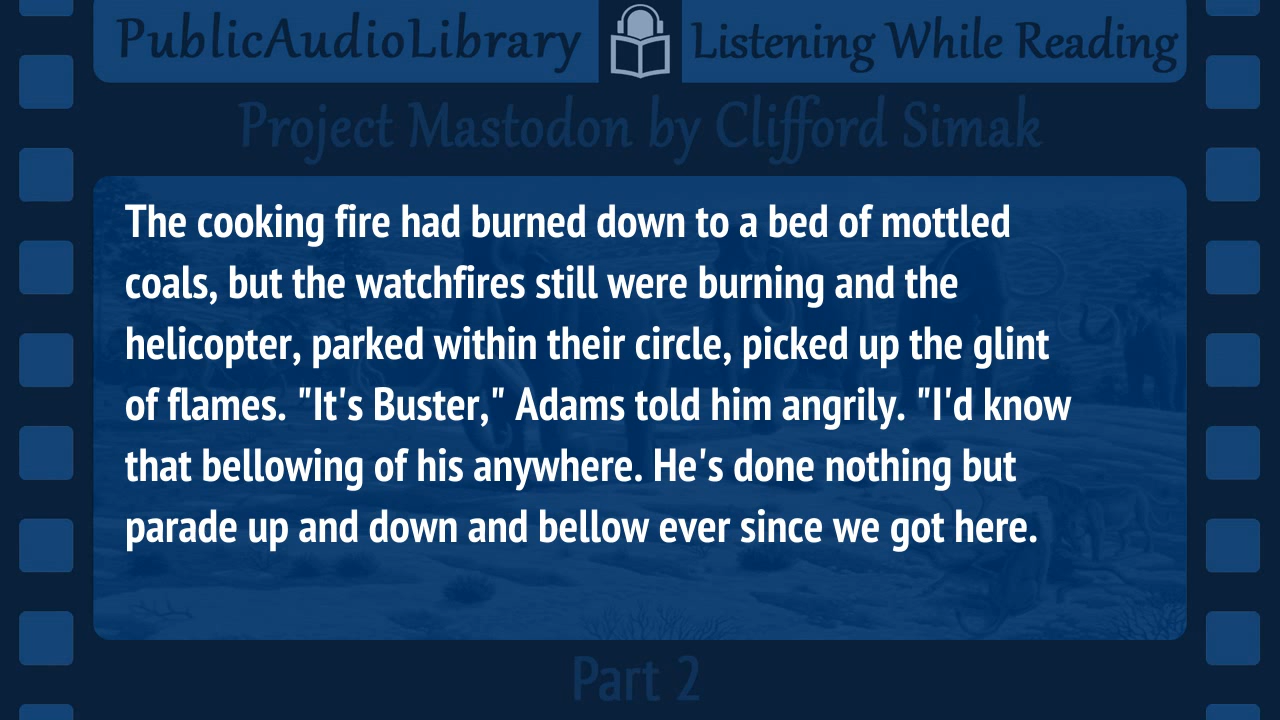 PublicAudioLibrary Listening While Reading
Project Mastodon by Clifford Simak
The cooking fire had burned down to a bed of mottled
coals, but the watchfires still were burning and the
helicopter, parked within their circle, picked up the glint
of flames. "It's Buster," Adams told him angrily. "I'd know
that bellowing of his anywhere. He's done nothing but
parade up and down and bellow ever since we got here.
Part 2